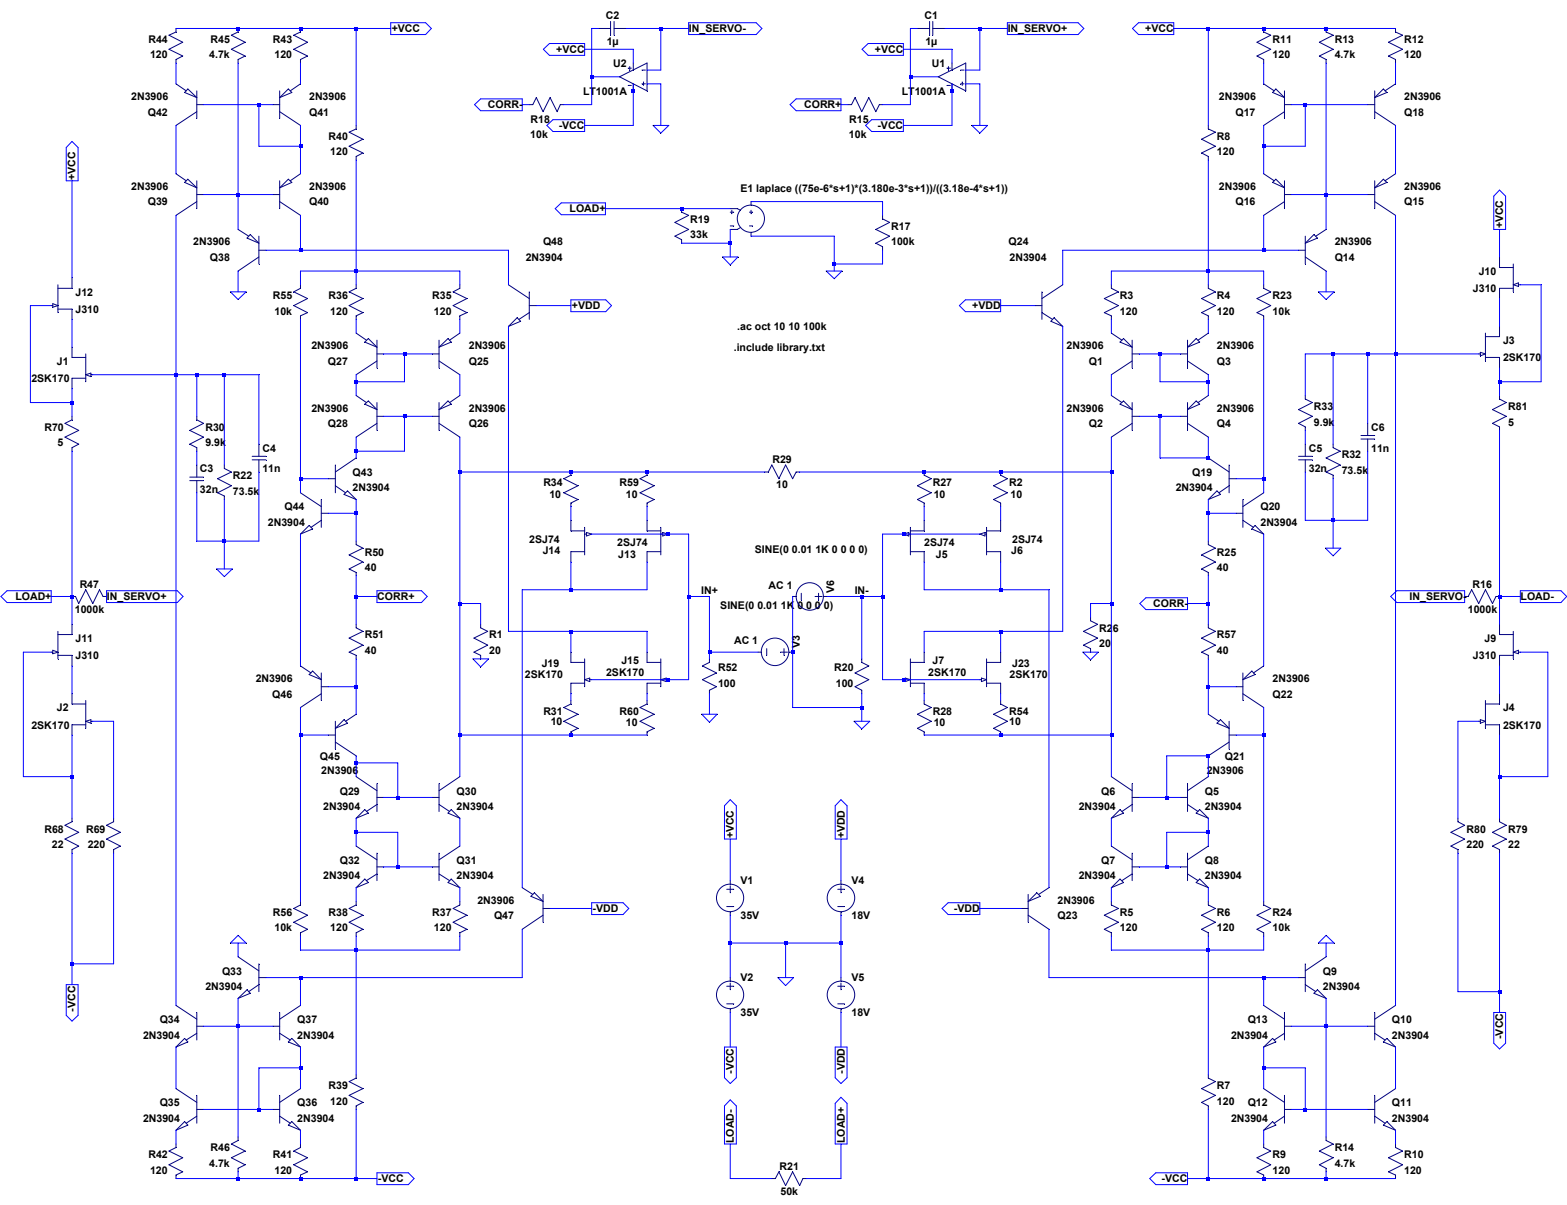 R44
120
R45
4.7k
R43
120
+VCC
2N3906
Q42
2N3906
Q41
R40
120
+VCC
2N3906
Q39
2N3906
Q40
2N3906
Q38
Q48
2N3904
+VDD
C2
1µ
IN_SERVO-
+VCC
U2
LT1001A
CORR-
R18
10k
-VCC
C1
1µ
IN_SERVO+
+VCC
U1
LT1001A
CORR+
R15
10k
-VCC
E1 laplace ((75e-6*s+1)*(3.180e-3*s+1))/((3.18e-4*s+1))
LOAD+
R19
33k
R17
100k
.ac oct 10 10 100k
.include library.txt
+VCC
R11
120
R13
4.7k
R12
120
2N3906
Q17
2N3906
Q18
R8
120
2N3906
Q16
2N3906
Q15
2N3906
Q14
Q24
2N3904
+VDD
+VCC
J12
J310
J1
2SK170
R70
5
R55
10k
R36
120
R35
120
2N3906
Q27
2N3906
Q25
2N3906
Q28
2N3906
Q26
R30
9.9k
C3
32n
R22
73.5k
C4
11n
Q43
2N3904
Q44
2N3904
R50
40
CORR+
R51
40
LOAD+
R47
1000k
IN_SERVO+
J11
J310
J2
2SK170
R68
22
R69
220
-VCC
2N3906
Q46
Q45
2N3906
Q29
2N3904
Q30
2N3904
Q32
2N3904
Q31
2N3904
R56
10k
R38
120
R37
120
R1
20
R34
10
R59
10
2SJ74
J14
2SJ74
J13
J19
2SK170
J15
2SK170
R31
10
R60
10
R29
10
SINE(0 0.01 1K 0 0 0 0)
AC 1
V6
IN+
IN-
SINE(0 0.01 1K 0 0 0 0)
AC 1
V3
R52
100
R20
100
R27
10
R2
10
2SJ74
J5
2SJ74
J6
J7
2SK170
J23
2SK170
R28
10
R54
10
R3
120
R4
120
R23
10k
2N3906
Q1
2N3906
Q3
2N3906
Q2
2N3906
Q4
Q19
2N3904
Q20
2N3904
R25
40
CORR-
R26
20
R57
40
2N3906
Q22
Q21
2N3906
Q6
2N3904
Q5
2N3904
Q7
2N3904
Q8
2N3904
R5
120
R6
120
R24
10k
J10
J310
J3
2SK170
R81
5
R33
9.9k
C5
32n
R32
73.5k
C6
11n
IN_SERVO
R16
1000k
LOAD-
J9
J310
J4
2SK170
R80
220
R79
22
-VCC
2N3906
Q47
-VDD
+VCC
V1
35V
V2
35V
-VCC
+VDD
V4
18V
V5
18V
-VDD
-VDD
2N3906
Q23
Q33
2N3904
Q34
2N3904
Q37
2N3904
Q35
2N3904
Q36
2N3904
R39
120
R42
120
R46
4.7k
R41
120
-VCC
LOAD-
LOAD+
R21
50k
Q9
2N3904
Q13
2N3904
Q10
2N3904
R7
120
Q12
2N3904
Q11
2N3904
R9
120
R14
4.7k
R10
120
-VCC